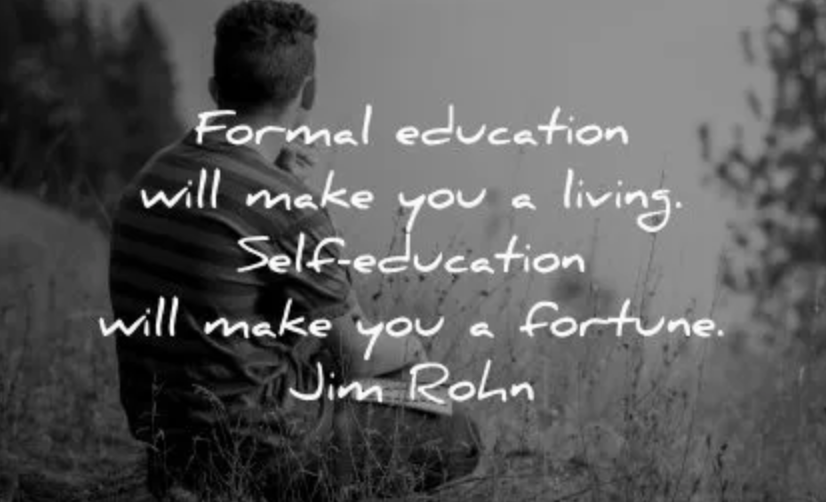 Formal education
will make you a living.
Self-education
will make you a fortune.
Jim Rohn